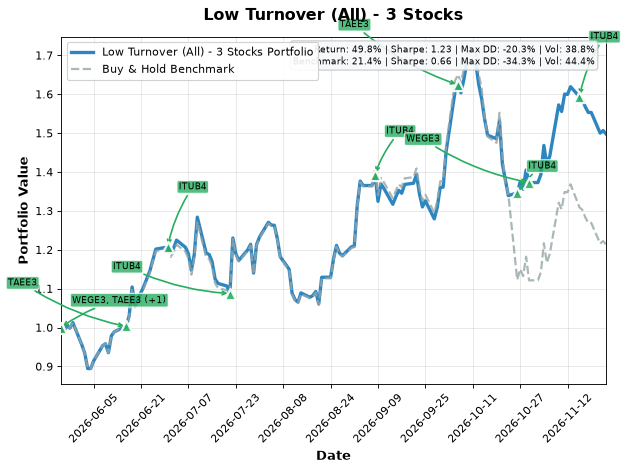 Low Turnover (All) - 3 Stocks
TAEE3
ITUB4
Low Turnover (All) - 3 Stocks Portfolio
Buy & Hold Benchmark
Return: 49.8% | Sharpe: 1.23 | Max DD: -20.3% | Vol: 38.8%
Benchmark: 21.4% | Sharpe: 0.66 | Max DD: -34.3% | Vol: 44.4%
ITUB4
WEGE3
ITUB4
ITUB4
ITUB4
TAEE3
WEGE3, TAEE3 (+1)
1.7
1.6
1.5
1.4
1.3
1.2
1.1
1.0
0.9
Portfolio Value
2026-06-05
2026-06-21
2026-07-07
2026-07-23
2026-08-08
2026-08-24
2026-09-09
2026-09-25
2026-10-11
2026-10-27
2026-11-12
Date